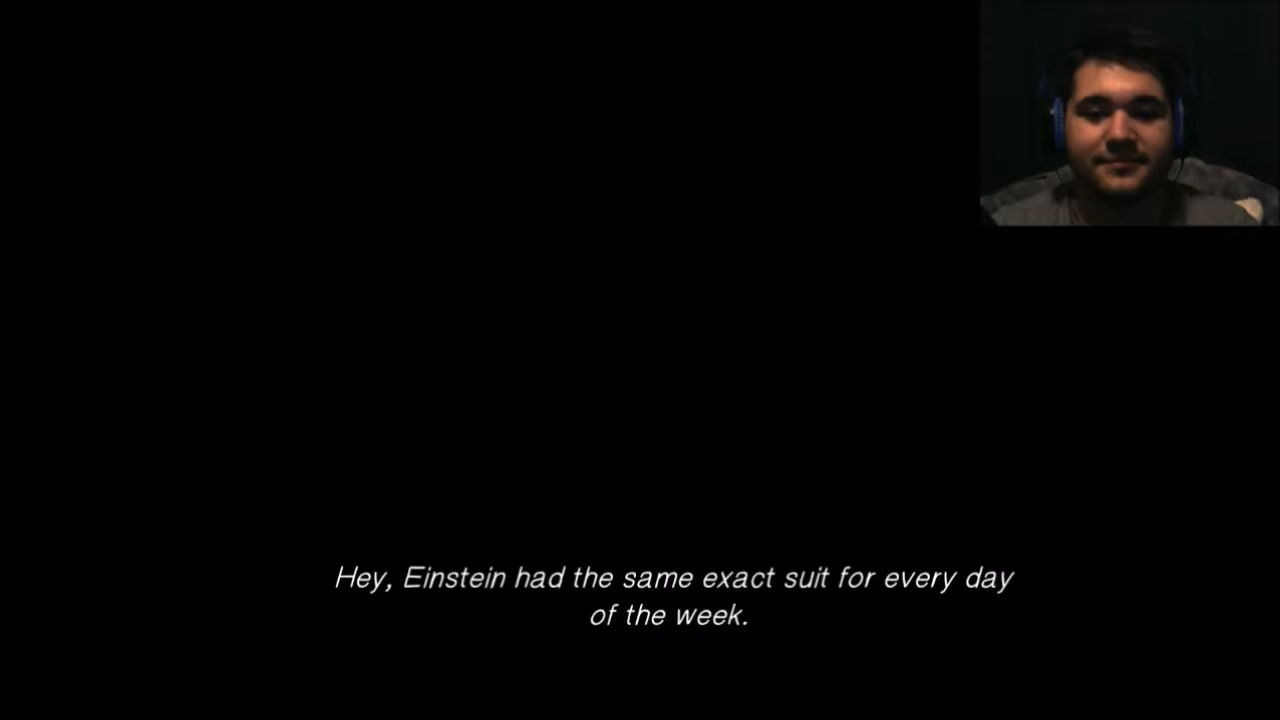 Hey, Einstein had the same exact suit for every day
of the week.